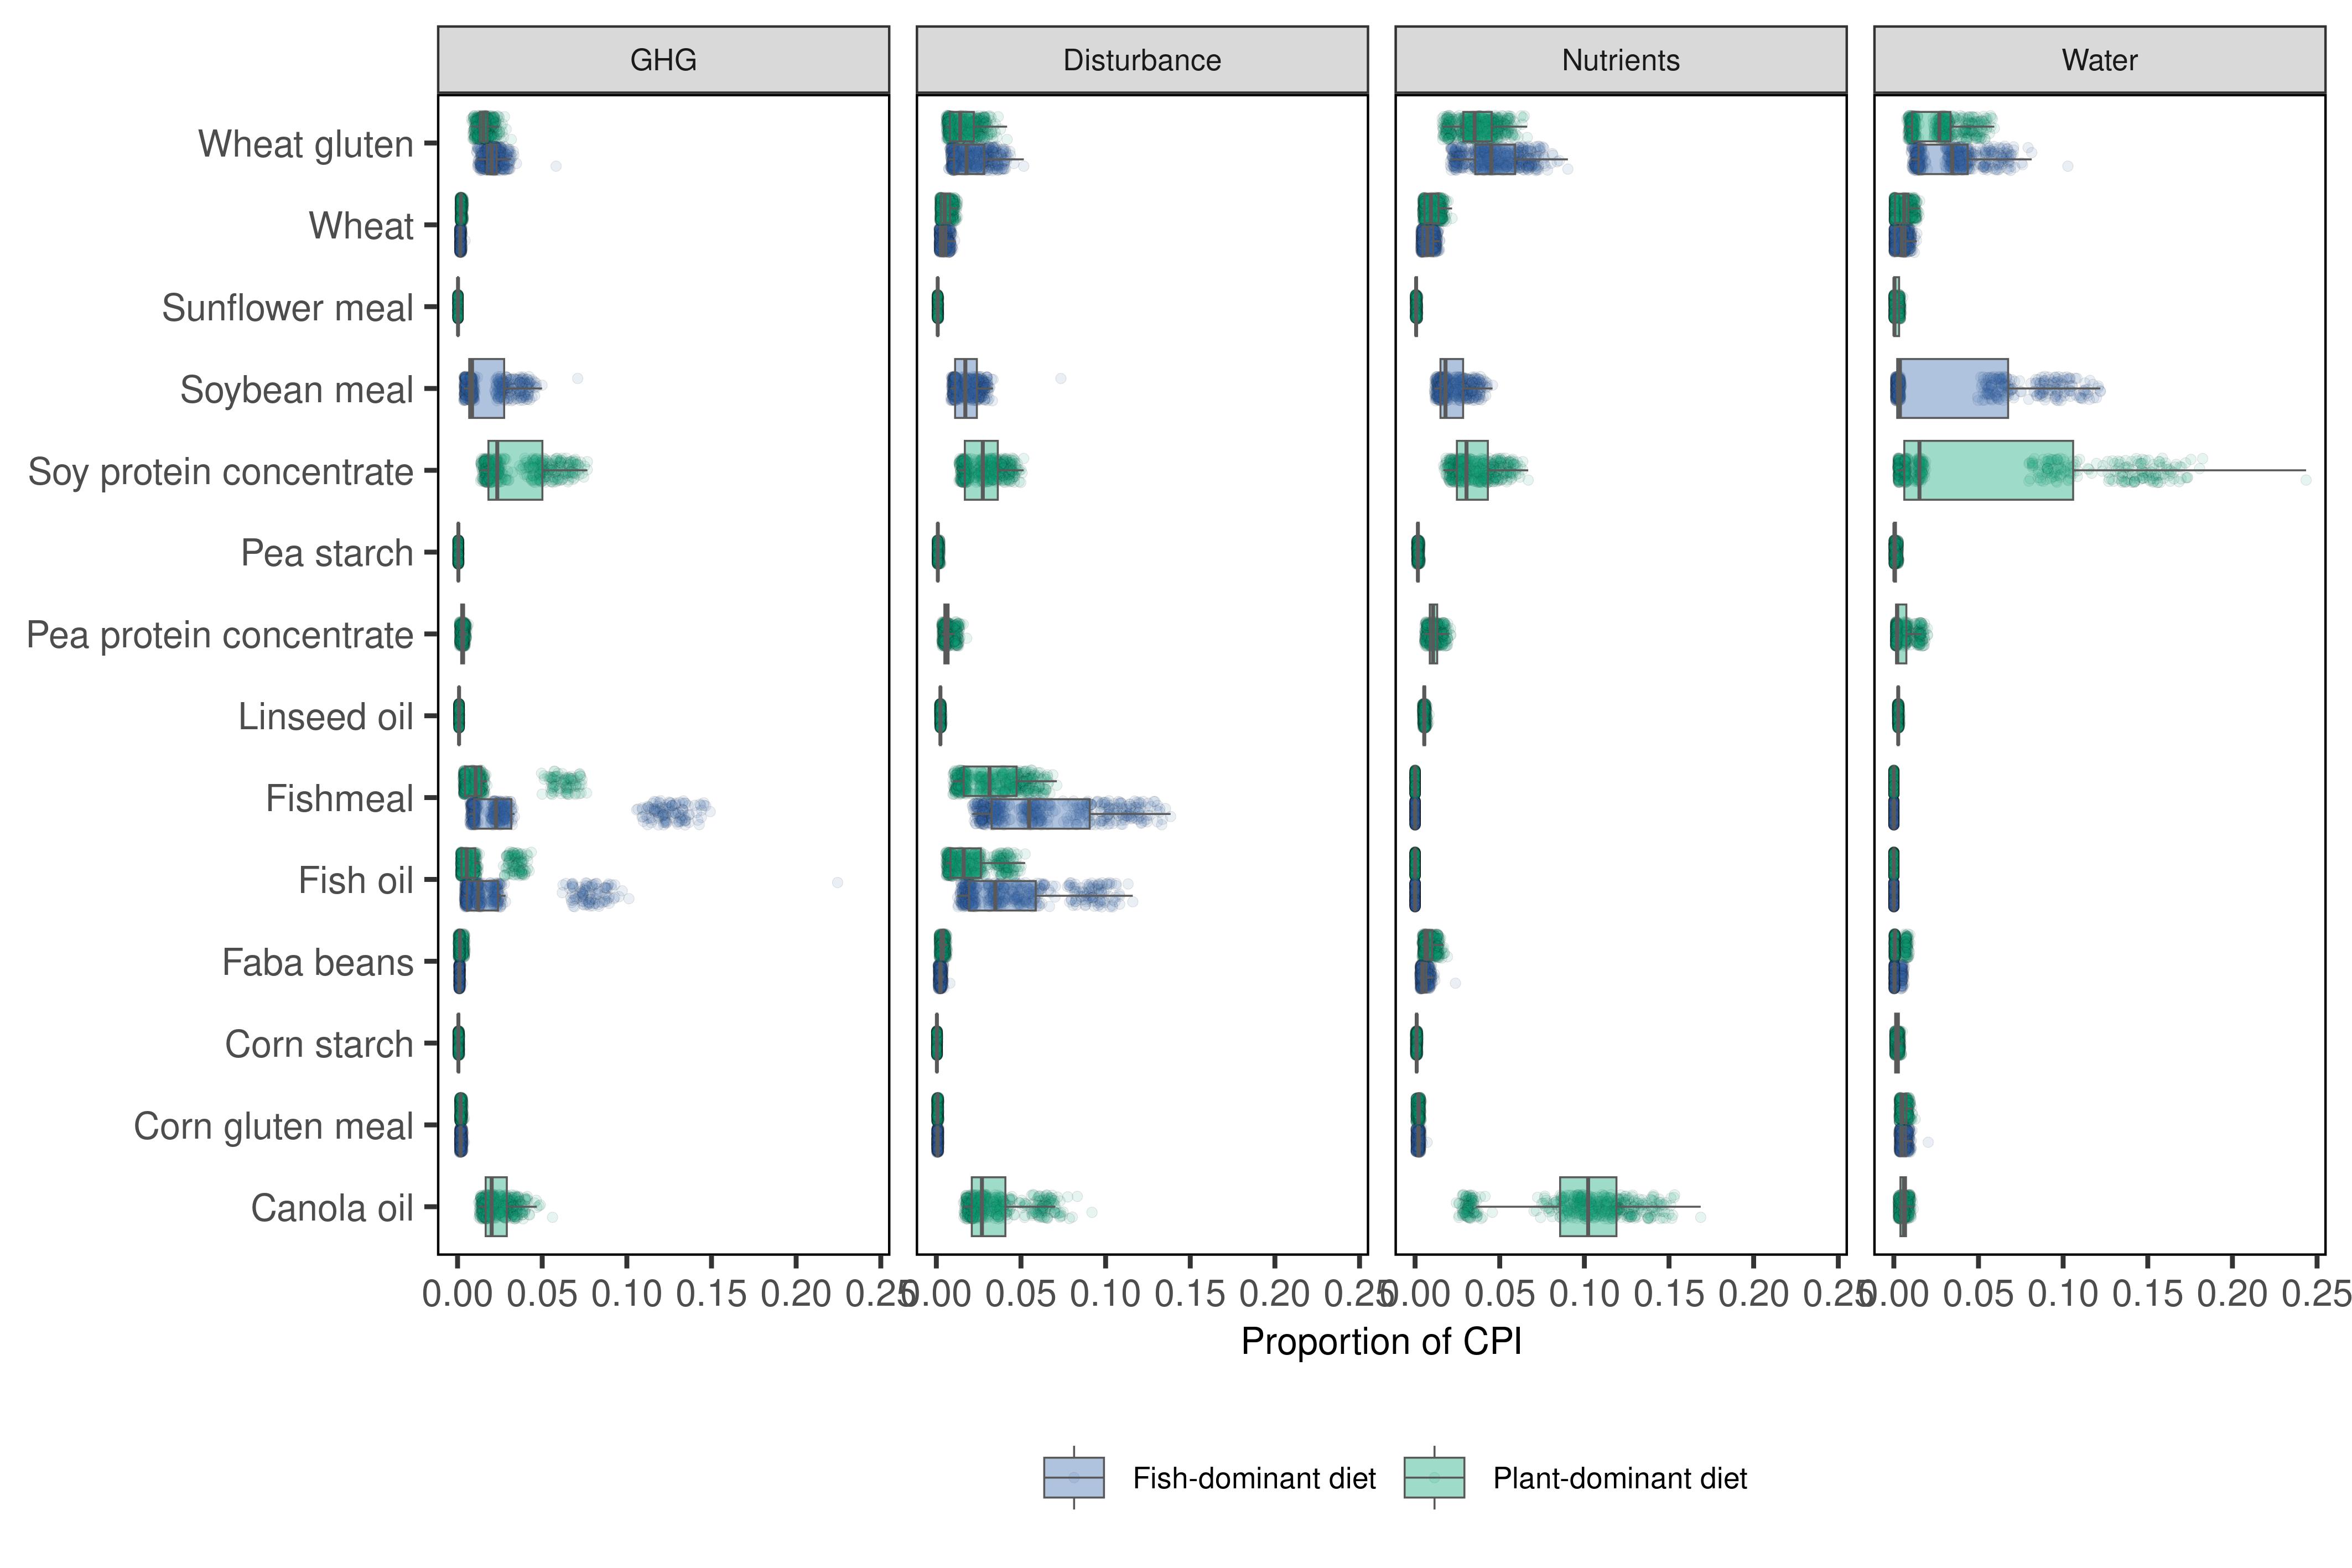 GHG Disturbance Nutrients Water
Wheat gluten
Wheat
Sunflower meal
Soybean meal
Soy protein concentrate
Pea starch
Pea protein concentrate
Linseed oil
Fishmeal
Fish oil
Faba beans
Corn starch
Corn gluten meal
Canola oil
0.00 0.05 0.10 0.15 0.20 0.25 0.00 0.05 0.10 0.15 0.20 0.25 0.00 0.05 0.10 0.15 0.20 0.25 0.00 0.05 0.10 0.15 0.20 0.25
Proportion of CPI
Fish-dominant diet Plant-dominant diet